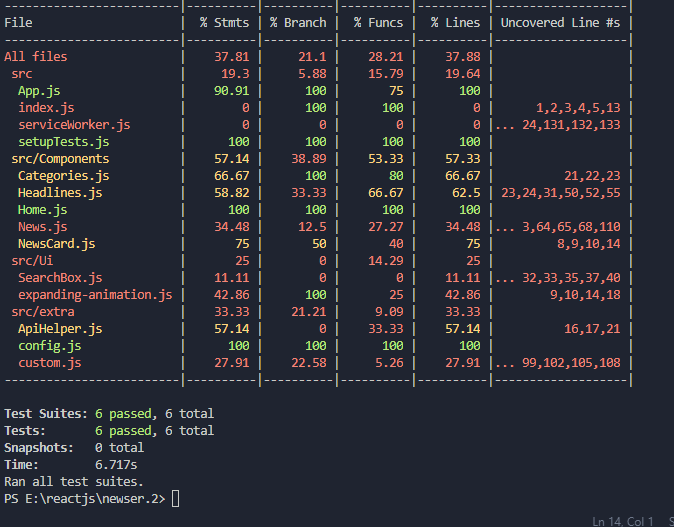 --------------------------|----------|----------|----------|----------|-------------------|
File                      |  % Stmts | % Branch |  % Funcs |  % Lines | Uncovered Line #s |
--------------------------|----------|----------|----------|----------|-------------------|
All files                 |    37.81 |     21.1 |    28.21 |    37.88 |                   |
 src                      |     19.3 |     5.88 |    15.79 |    19.64 |                   |
  App.js                  |    90.91 |      100 |       75 |      100 |                   |
  index.js                |        0 |      100 |      100 |        0 |      1,2,3,4,5,13 |
  serviceWorker.js        |        0 |        0 |        0 |        0 |... 24,131,132,133 |
  setupTests.js           |      100 |      100 |      100 |      100 |                   |
 src/Components           |    57.14 |    38.89 |    53.33 |    57.33 |                   |
  Categories.js           |    66.67 |      100 |       80 |    66.67 |          21,22,23 |
  Headlines.js            |    58.82 |    33.33 |    66.67 |     62.5 | 23,24,31,50,52,55 |
  Home.js                 |      100 |      100 |      100 |      100 |                   |
  News.js                 |    34.48 |     12.5 |    27.27 |    34.48 |... 3,64,65,68,110 |
  NewsCard.js             |       75 |       50 |       40 |       75 |          8,9,10,14 |
 src/Ui                   |       25 |        0 |    14.29 |       25 |                   |
  SearchBox.js            |    11.11 |        0 |        0 |    11.11 |... 32,33,35,37,40 |
  expanding-animation.js  |    42.86 |      100 |       25 |    42.86 |        9,10,14,18 |
 src/extra                |    33.33 |    21.21 |     9.09 |    33.33 |                   |
  ApiHelper.js            |    57.14 |        0 |    33.33 |    57.14 |          16,17,21 |
  config.js               |      100 |      100 |      100 |      100 |                   |
  custom.js               |    27.91 |    22.58 |     5.26 |    27.91 |... 99,102,105,108 |
--------------------------|----------|----------|----------|----------|-------------------|
Test Suites: 6 passed, 6 total
Tests:       6 passed, 6 total
Snapshots:   0 total
Time:        6.717s
Ran all test suites.
PS E:\reactjs\newser.2>
Ln 14, Col 1 S